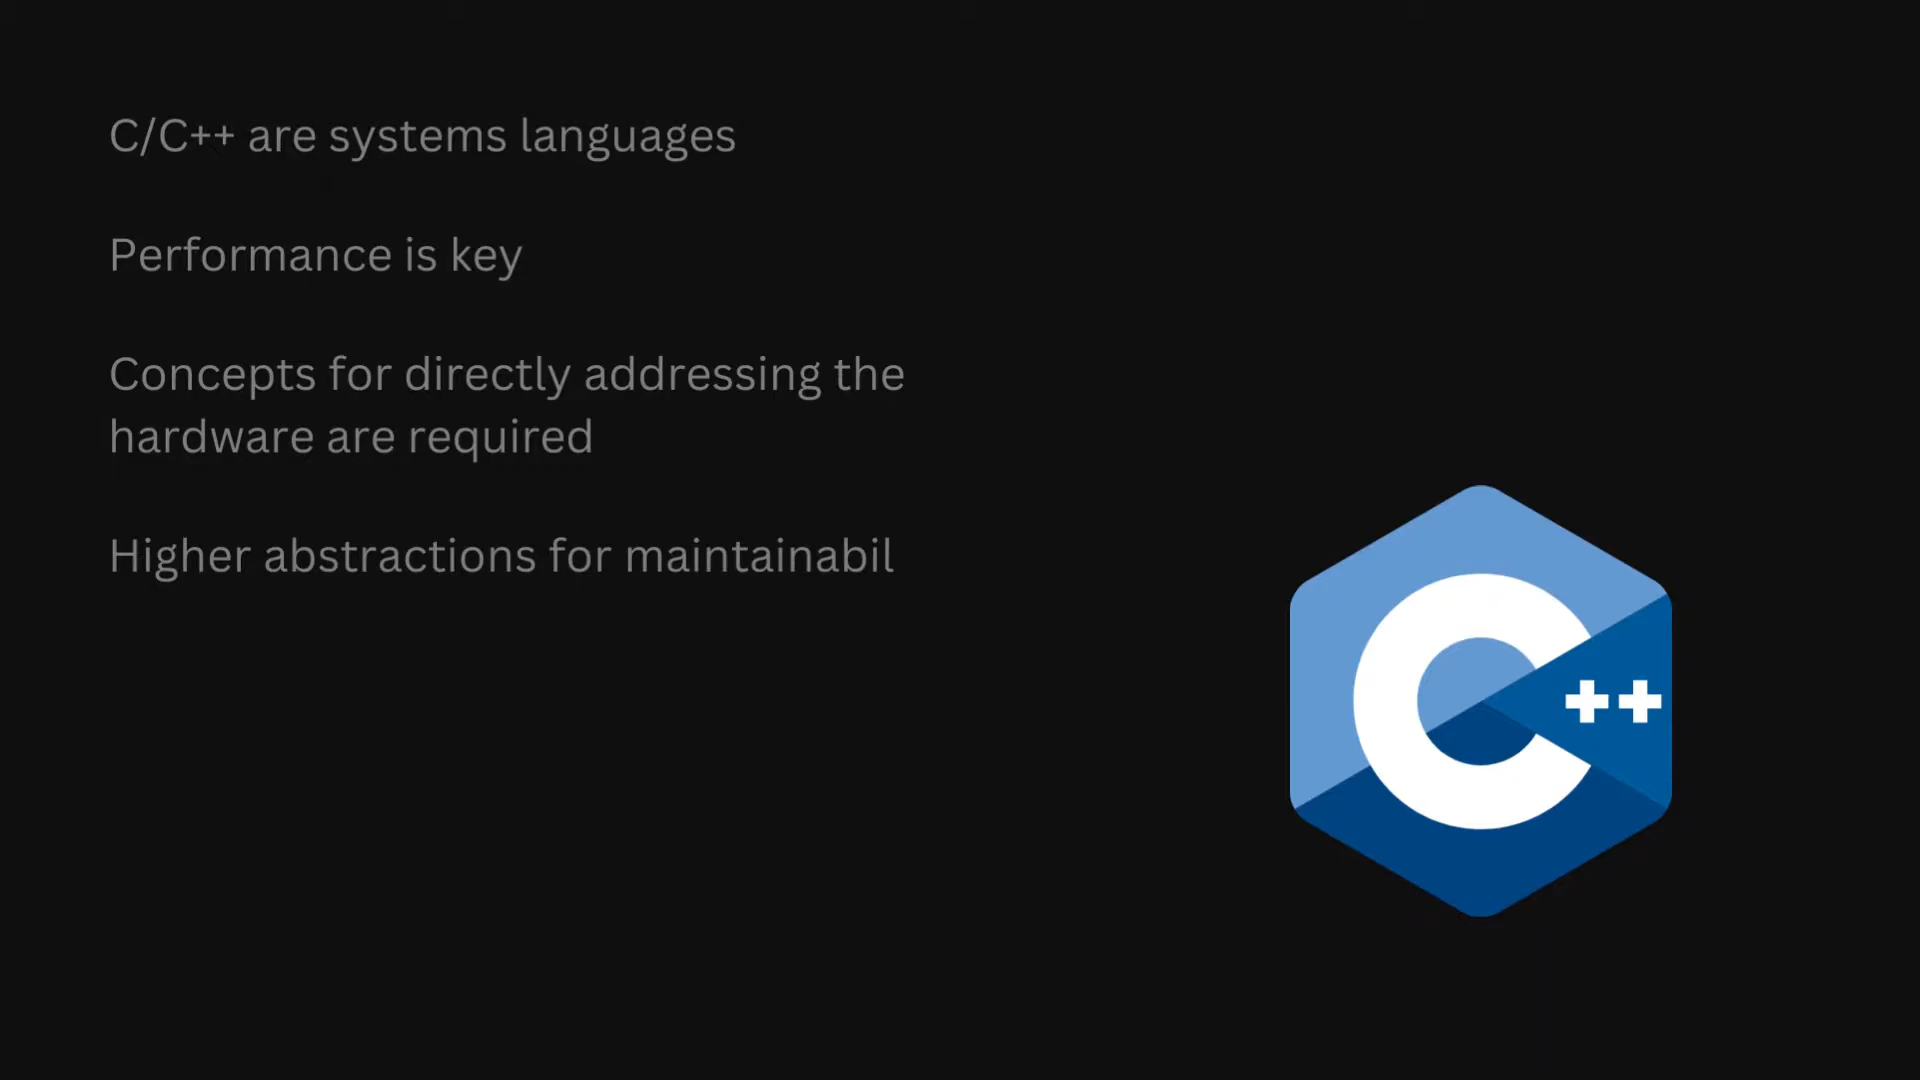 C/C++ are systems languages
Performance is key
Concepts for directly addressing the
hardware are required
Higher abstractions for maintainabil
C++